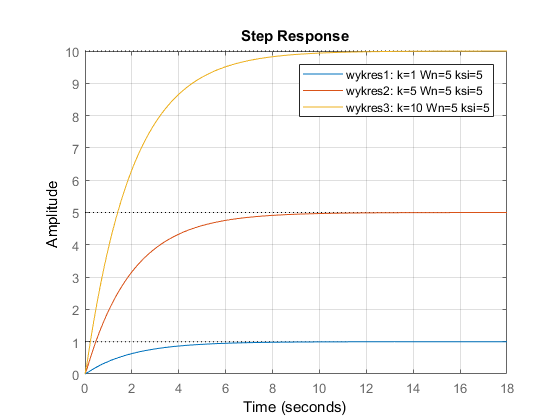 Step Response
10
9
8
7
6
5
4
3
2
1
0
Amplitude
wykres1: k=1 Wn=5 ksi=5
wykres2: k=5 Wn=5 ksi=5
wykres3: k=10 Wn=5 ksi=5
0 2 4 6 8 10 12 14 16 18
Time (seconds)